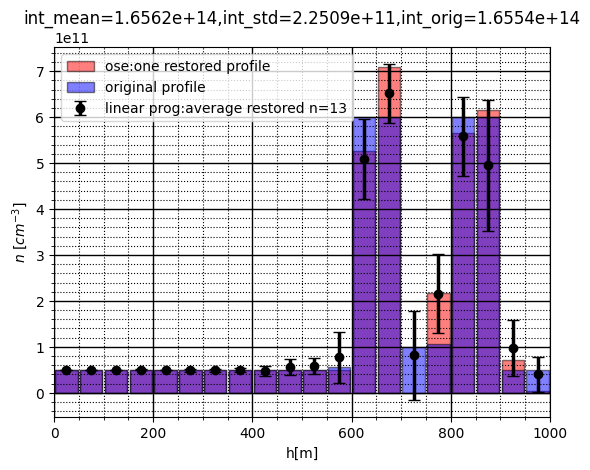 int_mean=1.6562e+14,int_std=2.2509e+11,int_orig=1.6554e+14
1e11
ose:one restored profile
original profile
linear prog:average restored n=13
7
6
5
4
3
2
1
0
n [cm⁻³]
0 200 400 600 800 1000
h[m]